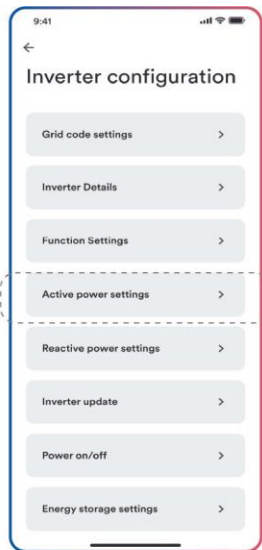 9:41
Inverter configuration
Grid code settings
Inverter Details
Function Settings
Active power settings
Reactive power settings
Inverter update
Power on/off
Energy storage settings